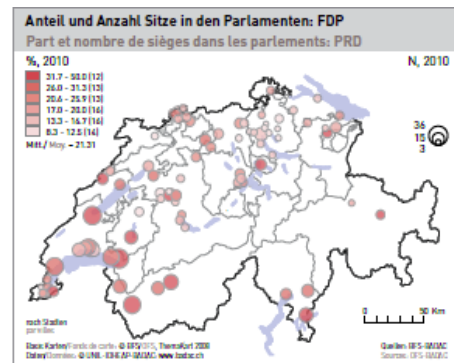 Anteil und Anzahl Sitze in den Parlamenten: FDP
Part et nombre de sièges dans les parlements: PRD
%, 2010
N, 2010
31.7 - 50.0 (12)
26.0 - 31.3 (13)
20.6 - 25.9 (13)
17.0 - 20.0 (16)
13.3 - 16.7 (16)
8.3 - 12.5 (14)
Mitt./ Moy. = 21.31
36
15
3
nach Städten
par villes
0
50 Km
Basis Karten/Fonds de carte: © BFS/OFS, ThemaKart 2008
Daten/Données: © UNIL - IDHEAP-BADAC. www.badac.ch
Quellen: BFS-BADAC
Sources: OFS-BADAC